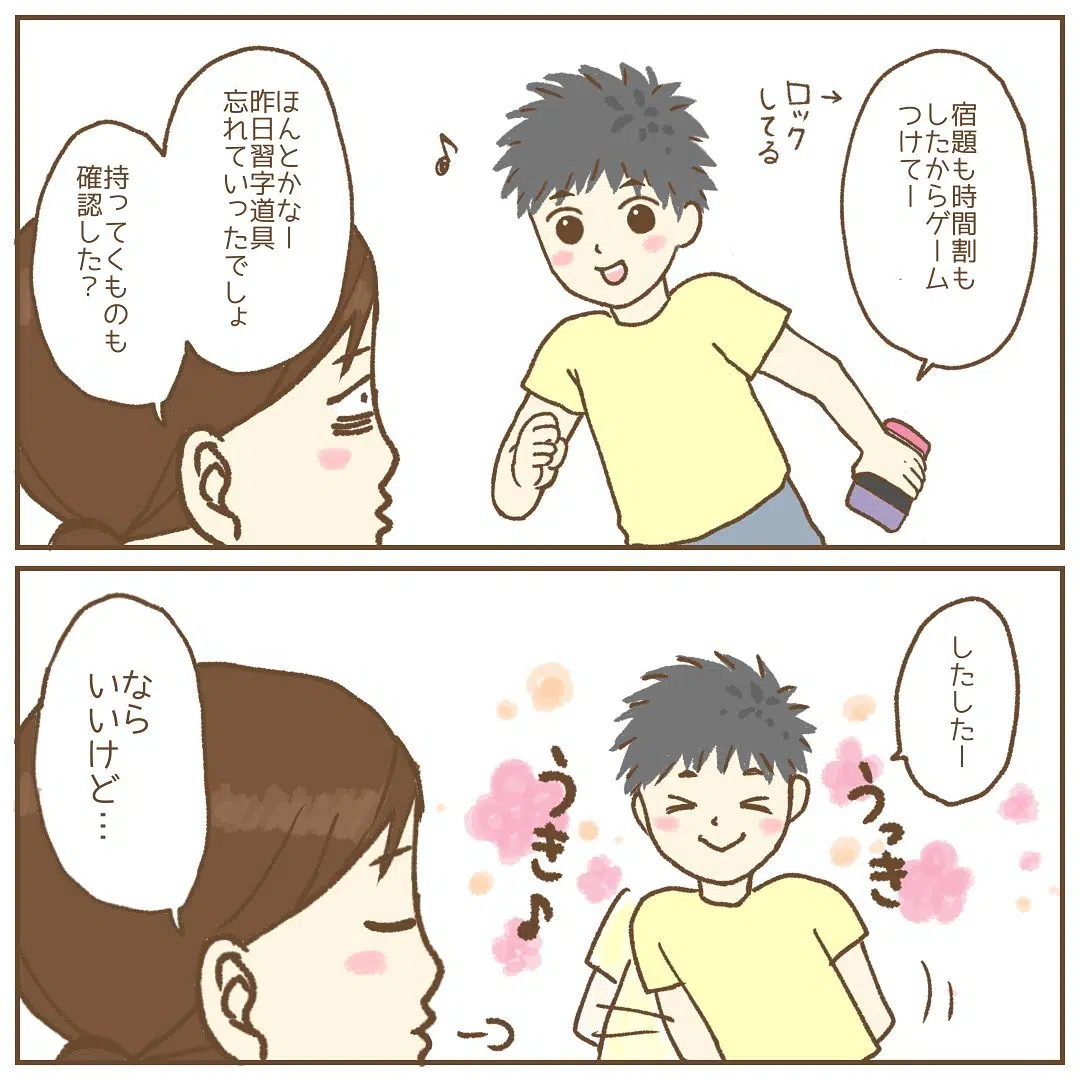 宿題も時間割も
したからゲーム
つけてー
→
ロック
してる
♪
ほんとかなー
昨日習字道具
忘れていったでしょ
持ってくものも
確認した?
したしたー
うっき
うき♪
なら
いいけど…